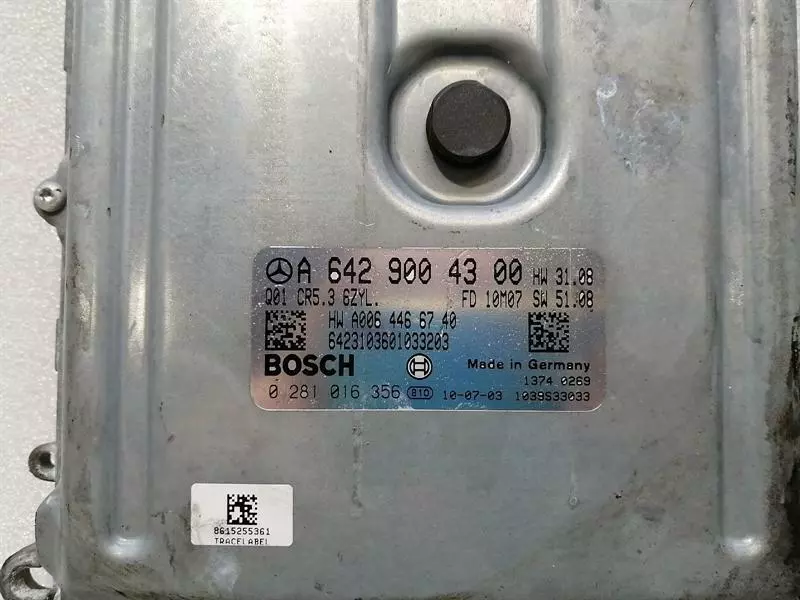 A 642 900 43 00 HW 31.08
Q01 CR5.3 6ZYL. FD 10M07 SW 51.08
HW A006 446 67 40
6423103601033203
BOSCH Made in Germany
1374 0269
0 281 016 356 810 10-07-03 1039S33033
8615255361
TRACELABEL